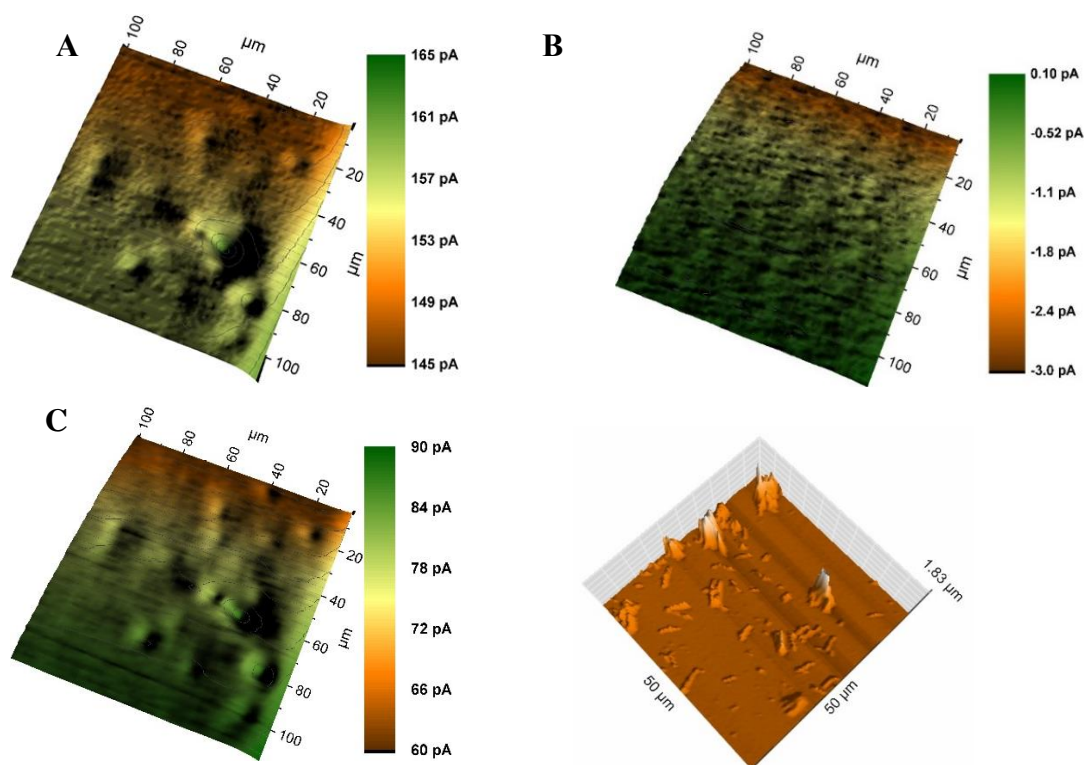 A
µm
100
80
60
40
20
20
40
60
80
100
µm
165 pA
161 pA
157 pA
153 pA
149 pA
145 pA
B
µm
100
80
60
40
20
20
40
60
80
100
µm
0.10 pA
-0.52 pA
-1.1 pA
-1.8 pA
-2.4 pA
-3.0 pA
C
µm
100
80
60
40
20
20
40
60
80
100
µm
90 pA
84 pA
78 pA
72 pA
66 pA
60 pA
1.83 µm
50 µm
50 µm